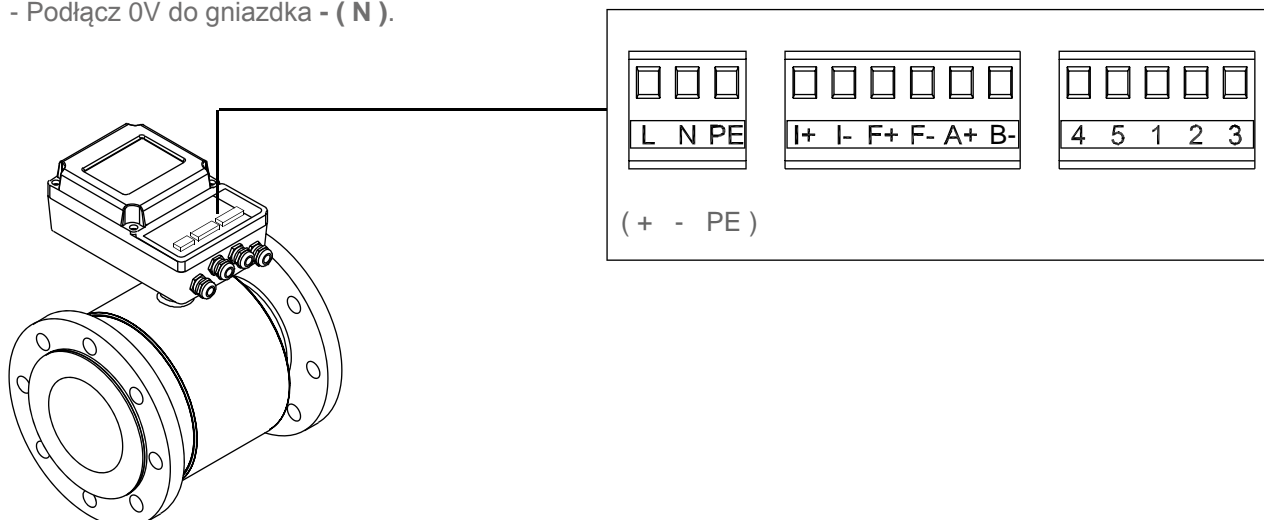 - Podłącz 0V do gniazdka - ( N ).
L N PE I+ I- F+ F- A+ B- 4 5 1 2 3
( + - PE )